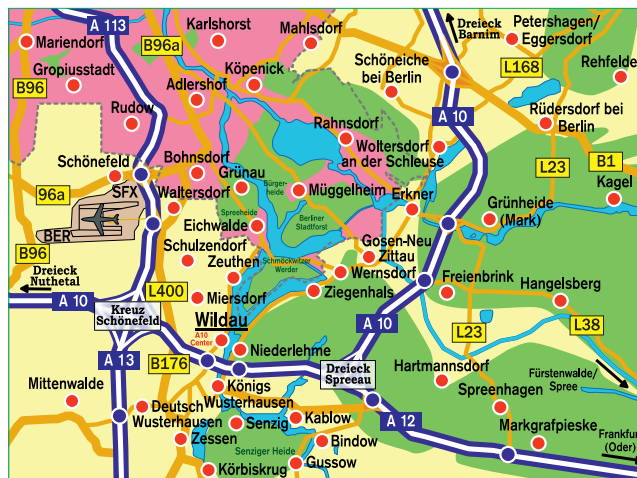 A 113
Karlshorst
Mahlsdorf
Dreieck
Barnim
Petershagen/
Eggersdorf
Mariendorf
B96a
L168
Gropiusstadt
Köpenick
Schöneiche
bei Berlin
Rehfelde
B96
Adlershof
A 10
Rüdersdorf bei
Berlin
Rudow
Rahnsdorf
Woltersdorf
an der Schleuse
L23
B1
Schönefeld
Bohnsdorf
Grünau
Bürger-
heide
Müggelheim
Kagel
96a
SFX
Waltersdorf
Erkner
Grünheide
(Mark)
BER
Spreeheide
Berliner
Stadtforst
Eichwalde
Gosen-Neu
Zittau
B96
Schulzendorf
Schmöckwitzer
Werder
Dreieck
Nuthetal
Zeuthen
Wernsdorf
Freienbrink
Hangelsberg
A 10
L400
Miersdorf
Ziegenhals
Kreuz
Schönefeld
Wildau
A 10
L23
L38
A10
Center
A 13
B176
Niederlehme
Dreieck
Spreeau
Hartmannsdorf
Fürstenwalde/
Spree
Mittenwalde
Königs
Wusterhausen
Spreenhagen
Deutsch
Wusterhausen
Senzig
Kablow
A 12
Markgrafpieske
Frankfurt
(Oder)
Zessen
Senziger Heide
Bindow
Körbiskrug
Gussow